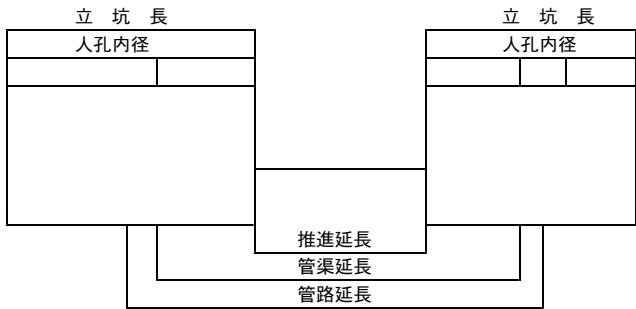 立 坑 長
立 坑 長
人孔内径
人孔内径
推進延長
管渠延長
管路延長